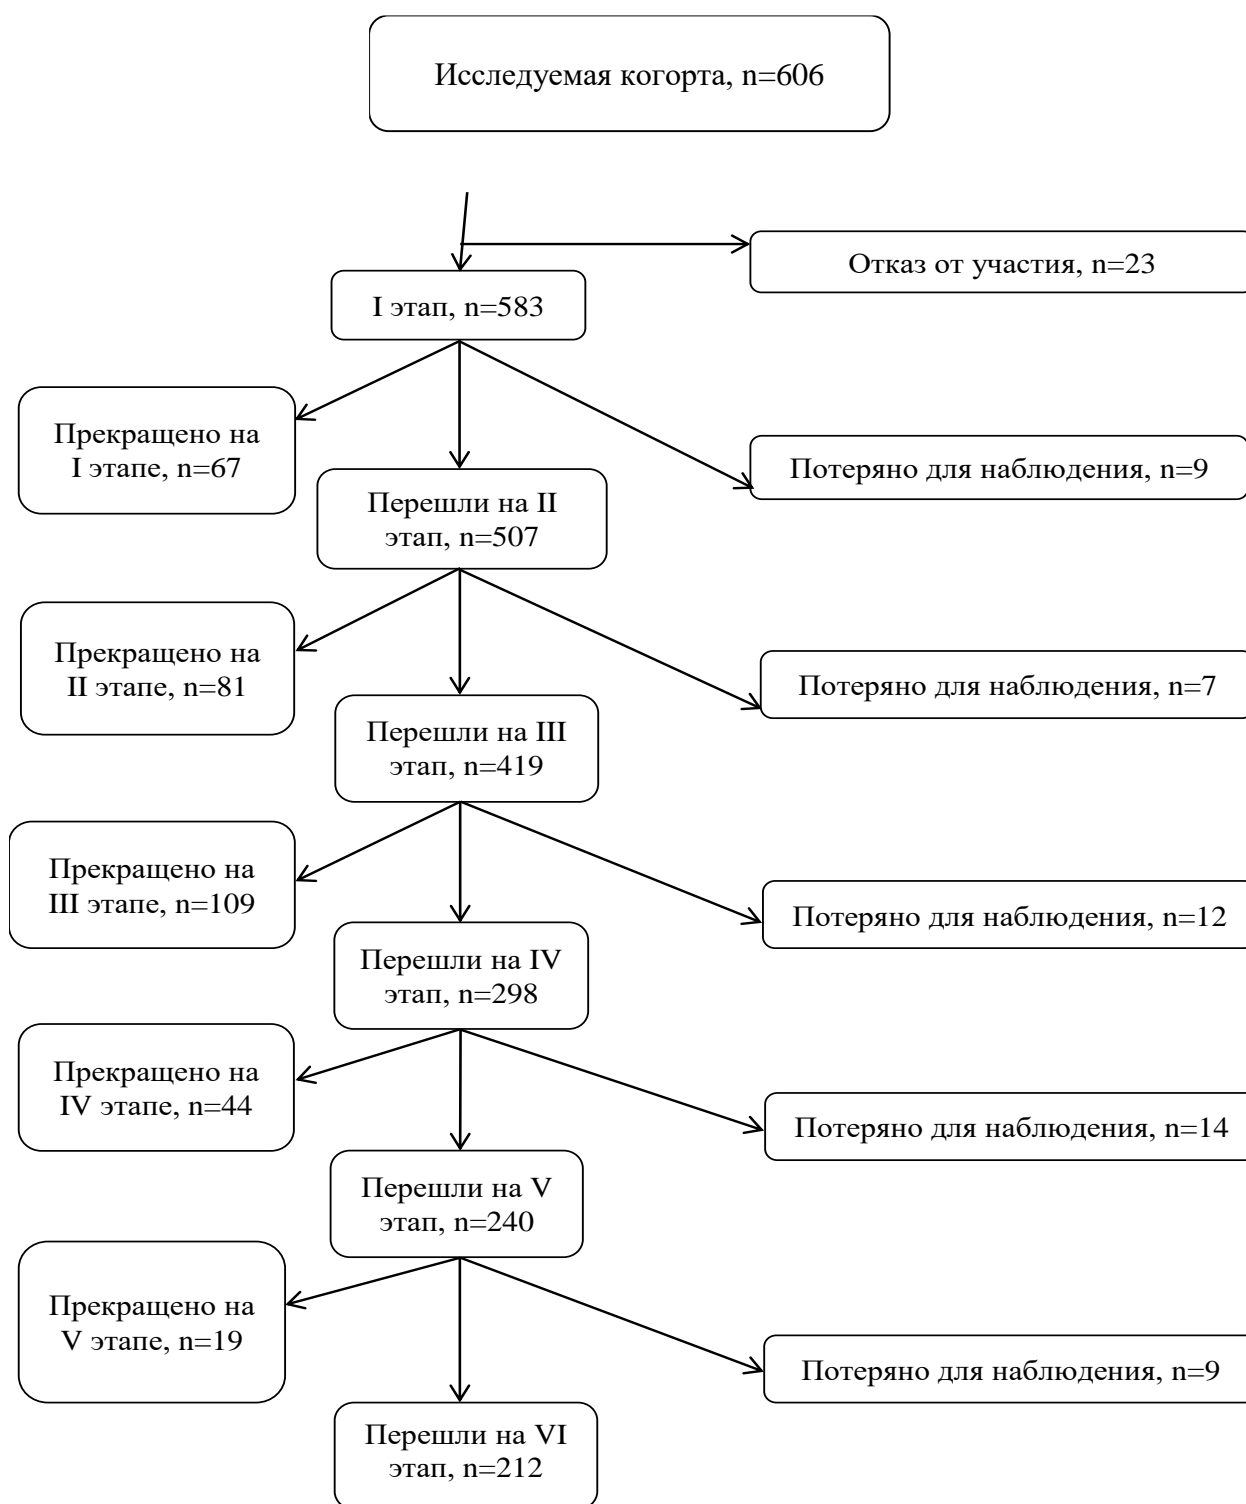 Исследуемая когорта, n=606
Отказ от участия, n=23
I этап, n=583
Прекращено на
I этапе, n=67
Потеряно для наблюдения, n=9
Перешли на II
этап, n=507
Прекращено на
II этапе, n=81
Потеряно для наблюдения, n=7
Перешли на III
этап, n=419
Прекращено на
III этапе, n=109
Потеряно для наблюдения, n=12
Перешли на IV
этап, n=298
Прекращено на
IV этапе, n=44
Потеряно для наблюдения, n=14
Перешли на V
этап, n=240
Прекращено на
V этапе, n=19
Потеряно для наблюдения, n=9
Перешли на VI
этап, n=212